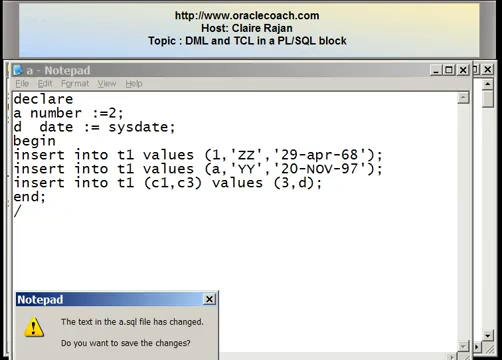 http://www.oraclecoach.com
Host: Claire Rajan
Topic : DML and TCL in a PL/SQL block
a - Notepad
File Edit Format View Help
declare
a number :=2;
d  date := sysdate;
begin
insert into t1 values (1,'ZZ','29-apr-68');
insert into t1 values (a,'YY','20-NOV-97');
insert into t1 (c1,c3) values (3,d);
end;
/
Notepad
The text in the a.sql file has changed.
Do you want to save the changes?